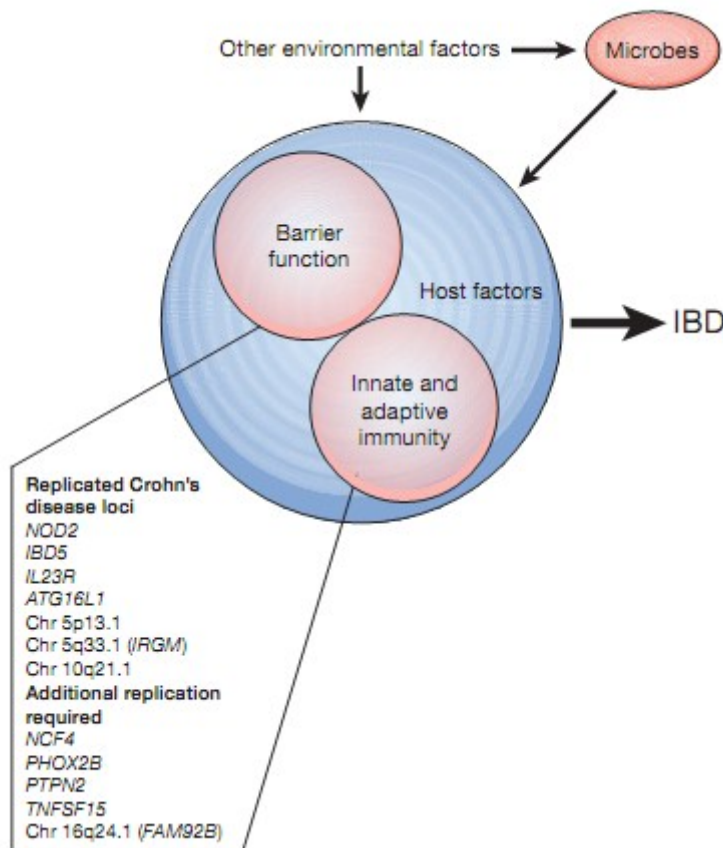 Other environmental factors
Microbes
Barrier
function
Host factors
IBD
Innate and
adaptive
immunity
Replicated Crohn's
disease loci
NOD2
IBD5
IL23R
ATG16L1
Chr 5p13.1
Chr 5q33.1 (IRGM)
Chr 10q21.1
Additional replication
required
NCF4
PHOX2B
PTPN2
TNFSF15
Chr 16q24.1 (FAM92B)